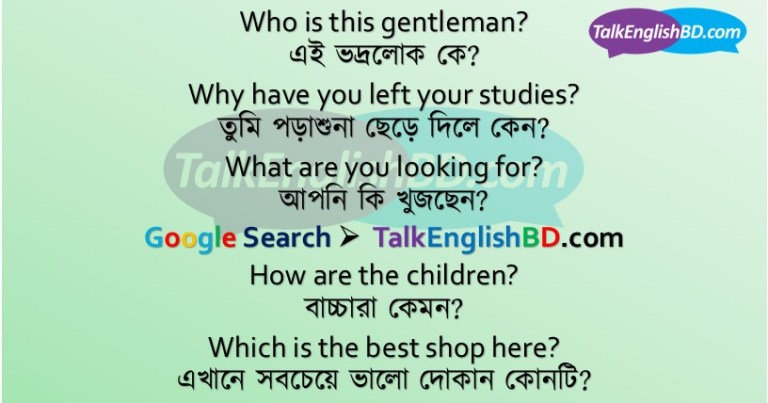 Who is this gentleman?
TalkEnglishBD.com
এই ভদ্রলোক কে?
Why have you left your studies?
তুমি পড়াশুনা ছেড়ে দিলে কেন?
TalkEnglishBD.com
What are you looking for?
আপনি কি খুজছেন?
Google Search ➢ TalkEnglishBD.com
How are the children?
বাচ্চারা কেমন?
Which is the best shop here?
এখানে সবচেয়ে ভালো দোকান কোনটি?